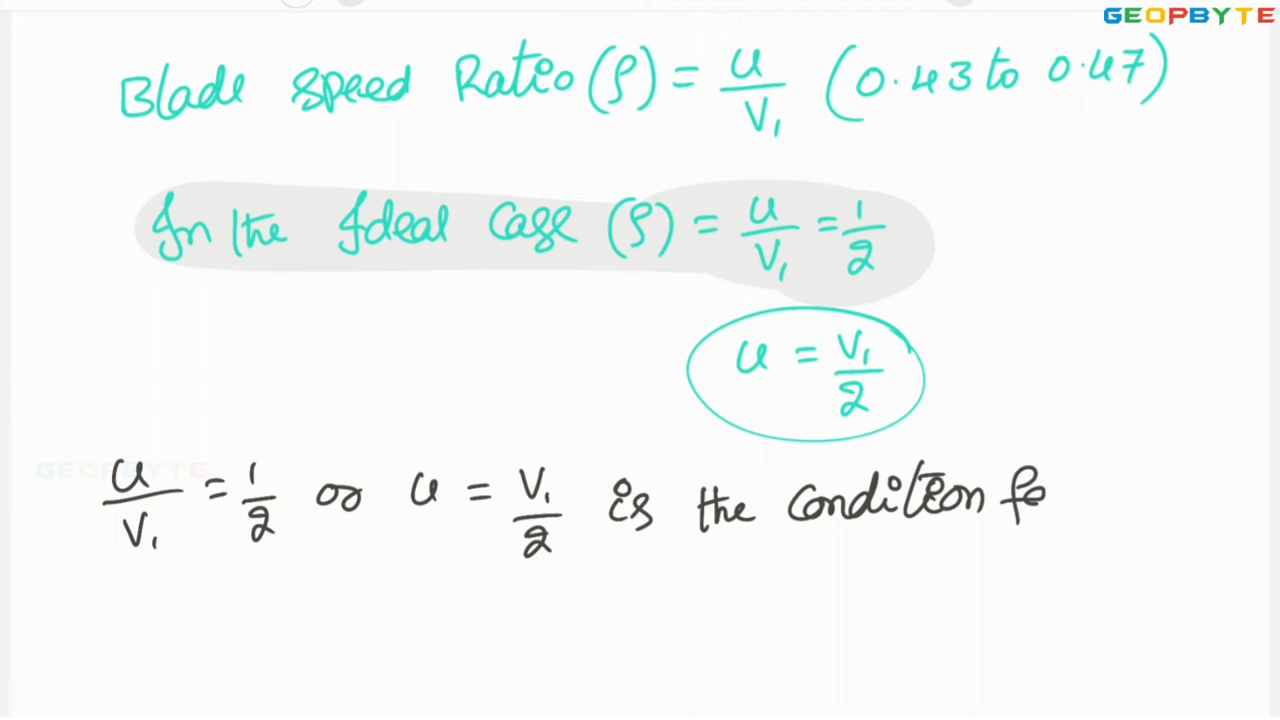 GEOPBYTE
Blade speed Ratio (ρ) = u/V₁ (0.43 to 0.47)
In the Ideal Case (ρ) = u/V₁ = 1/2
u = V₁/2
GEOPBYTE
u/V₁ = 1/2 or u = V₁/2 is the condition fo